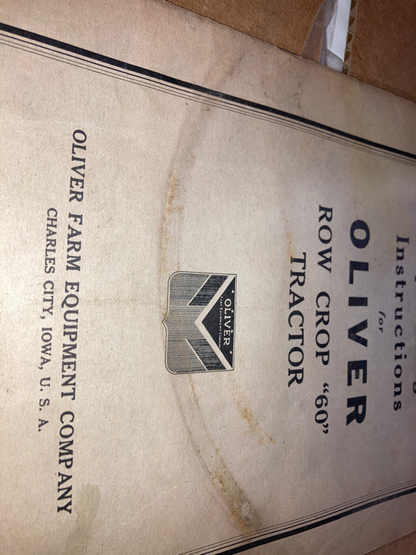 Instructions
for
OLIVER
ROW CROP “60”
TRACTOR
OLIVER
OLIVER FARM EQUIPMENT COMPANY
CHARLES CITY, IOWA, U. S. A.